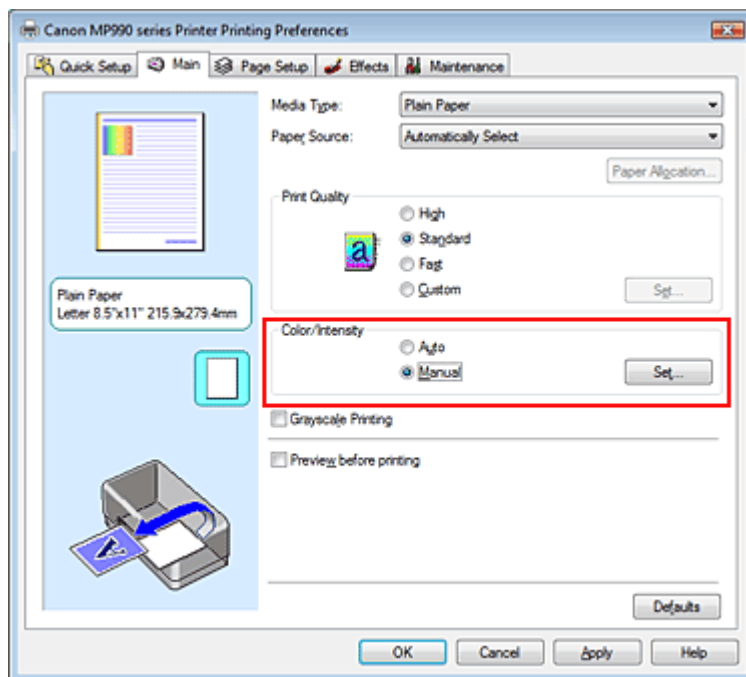 Canon MP990 series Printer Printing Preferences
Quick Setup Main Page Setup Effects Maintenance
Media Type: Plain Paper
Paper Source: Automatically Select
Paper Allocation...
Print Quality
High
Standard
Fast
Custom Set...
Plain Paper
Letter 8.5"x11" 215.9x279.4mm
Color/Intensity
Auto
Manual Set...
Grayscale Printing
Preview before printing
Defaults
OK Cancel Apply Help